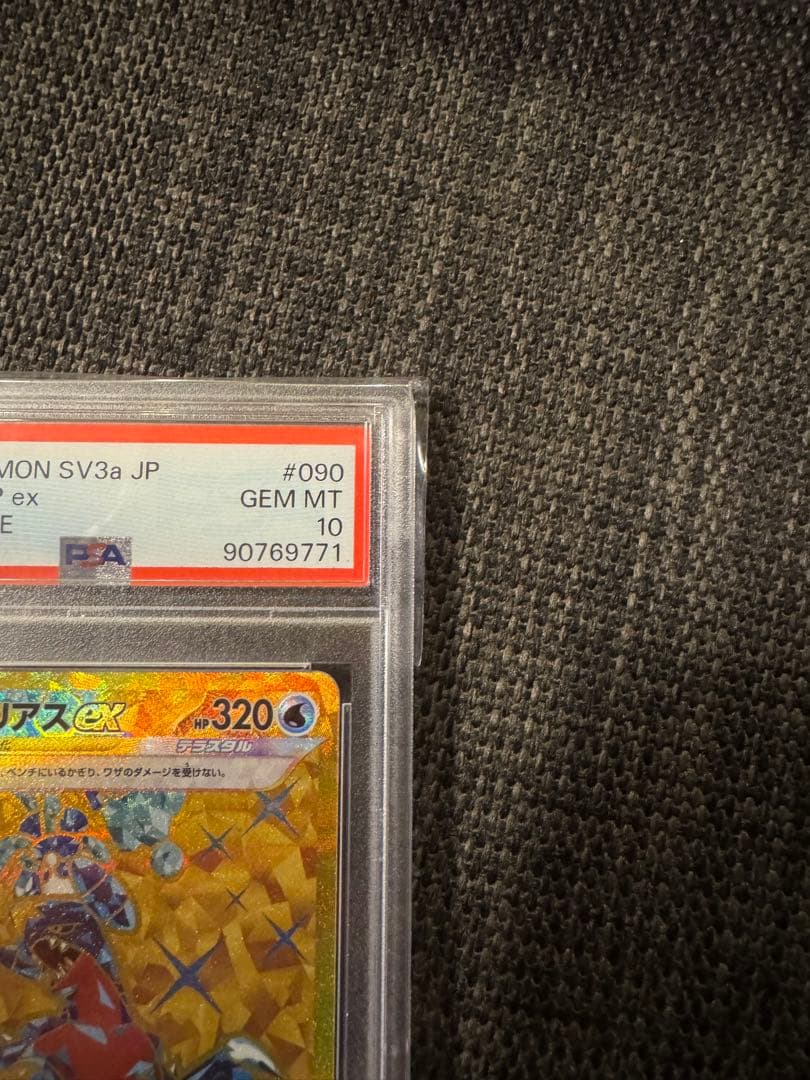 MON SV3a JP #090
P ex GEM MT
E 10
PSA 90769771
リアスex HP320
テラスタル
ベンチにいるかぎり、ワザのダメージを受けない。